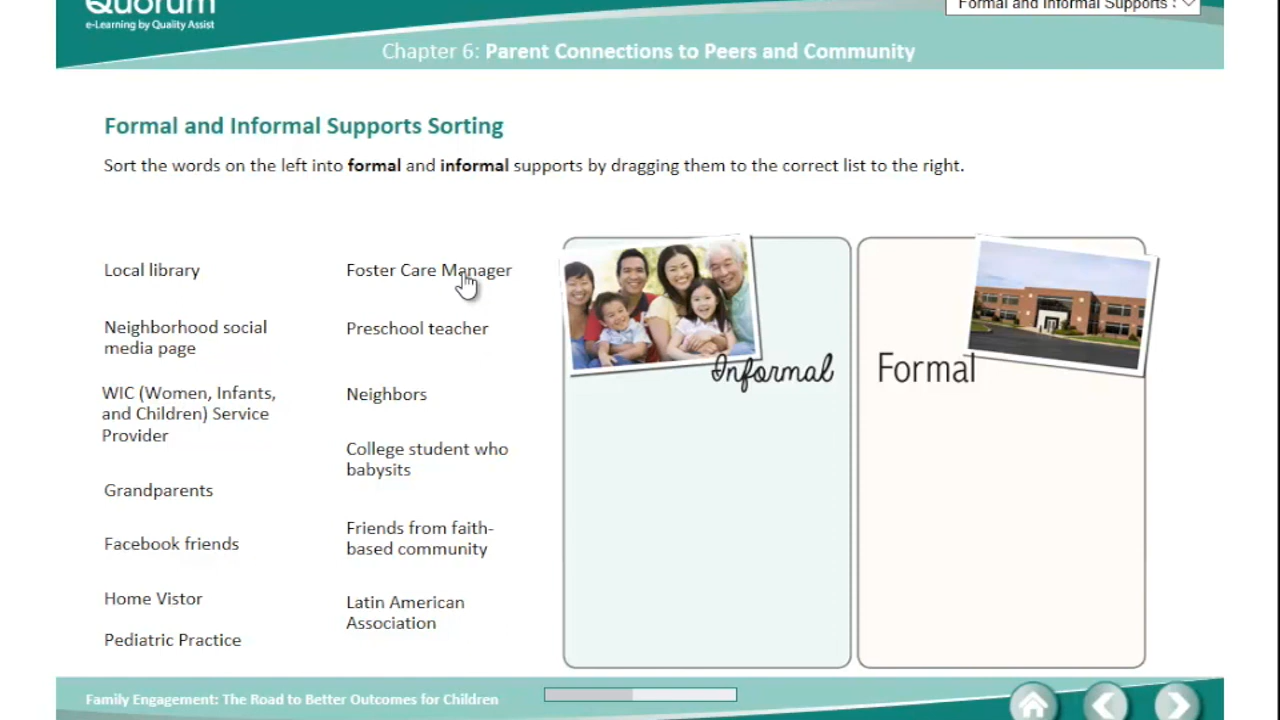 Quorum
e-Learning by Quality Assist
Formal and Informal Supports :
Chapter 6: Parent Connections to Peers and Community
Formal and Informal Supports Sorting
Sort the words on the left into formal and informal supports by dragging them to the correct list to the right.
Local library
Neighborhood social
media page
WIC (Women, Infants,
and Children) Service
Provider
Grandparents
Facebook friends
Home Vistor
Pediatric Practice
Foster Care Manager
Preschool teacher
Neighbors
College student who
babysits
Friends from faith-
based community
Latin American
Association
Informal
Formal
Family Engagement: The Road to Better Outcomes for Children